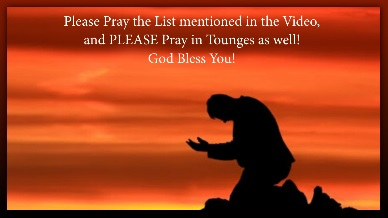 Please Pray the List mentioned in the Video,
and PLEASE Pray in Tounges as well!
God Bless You!